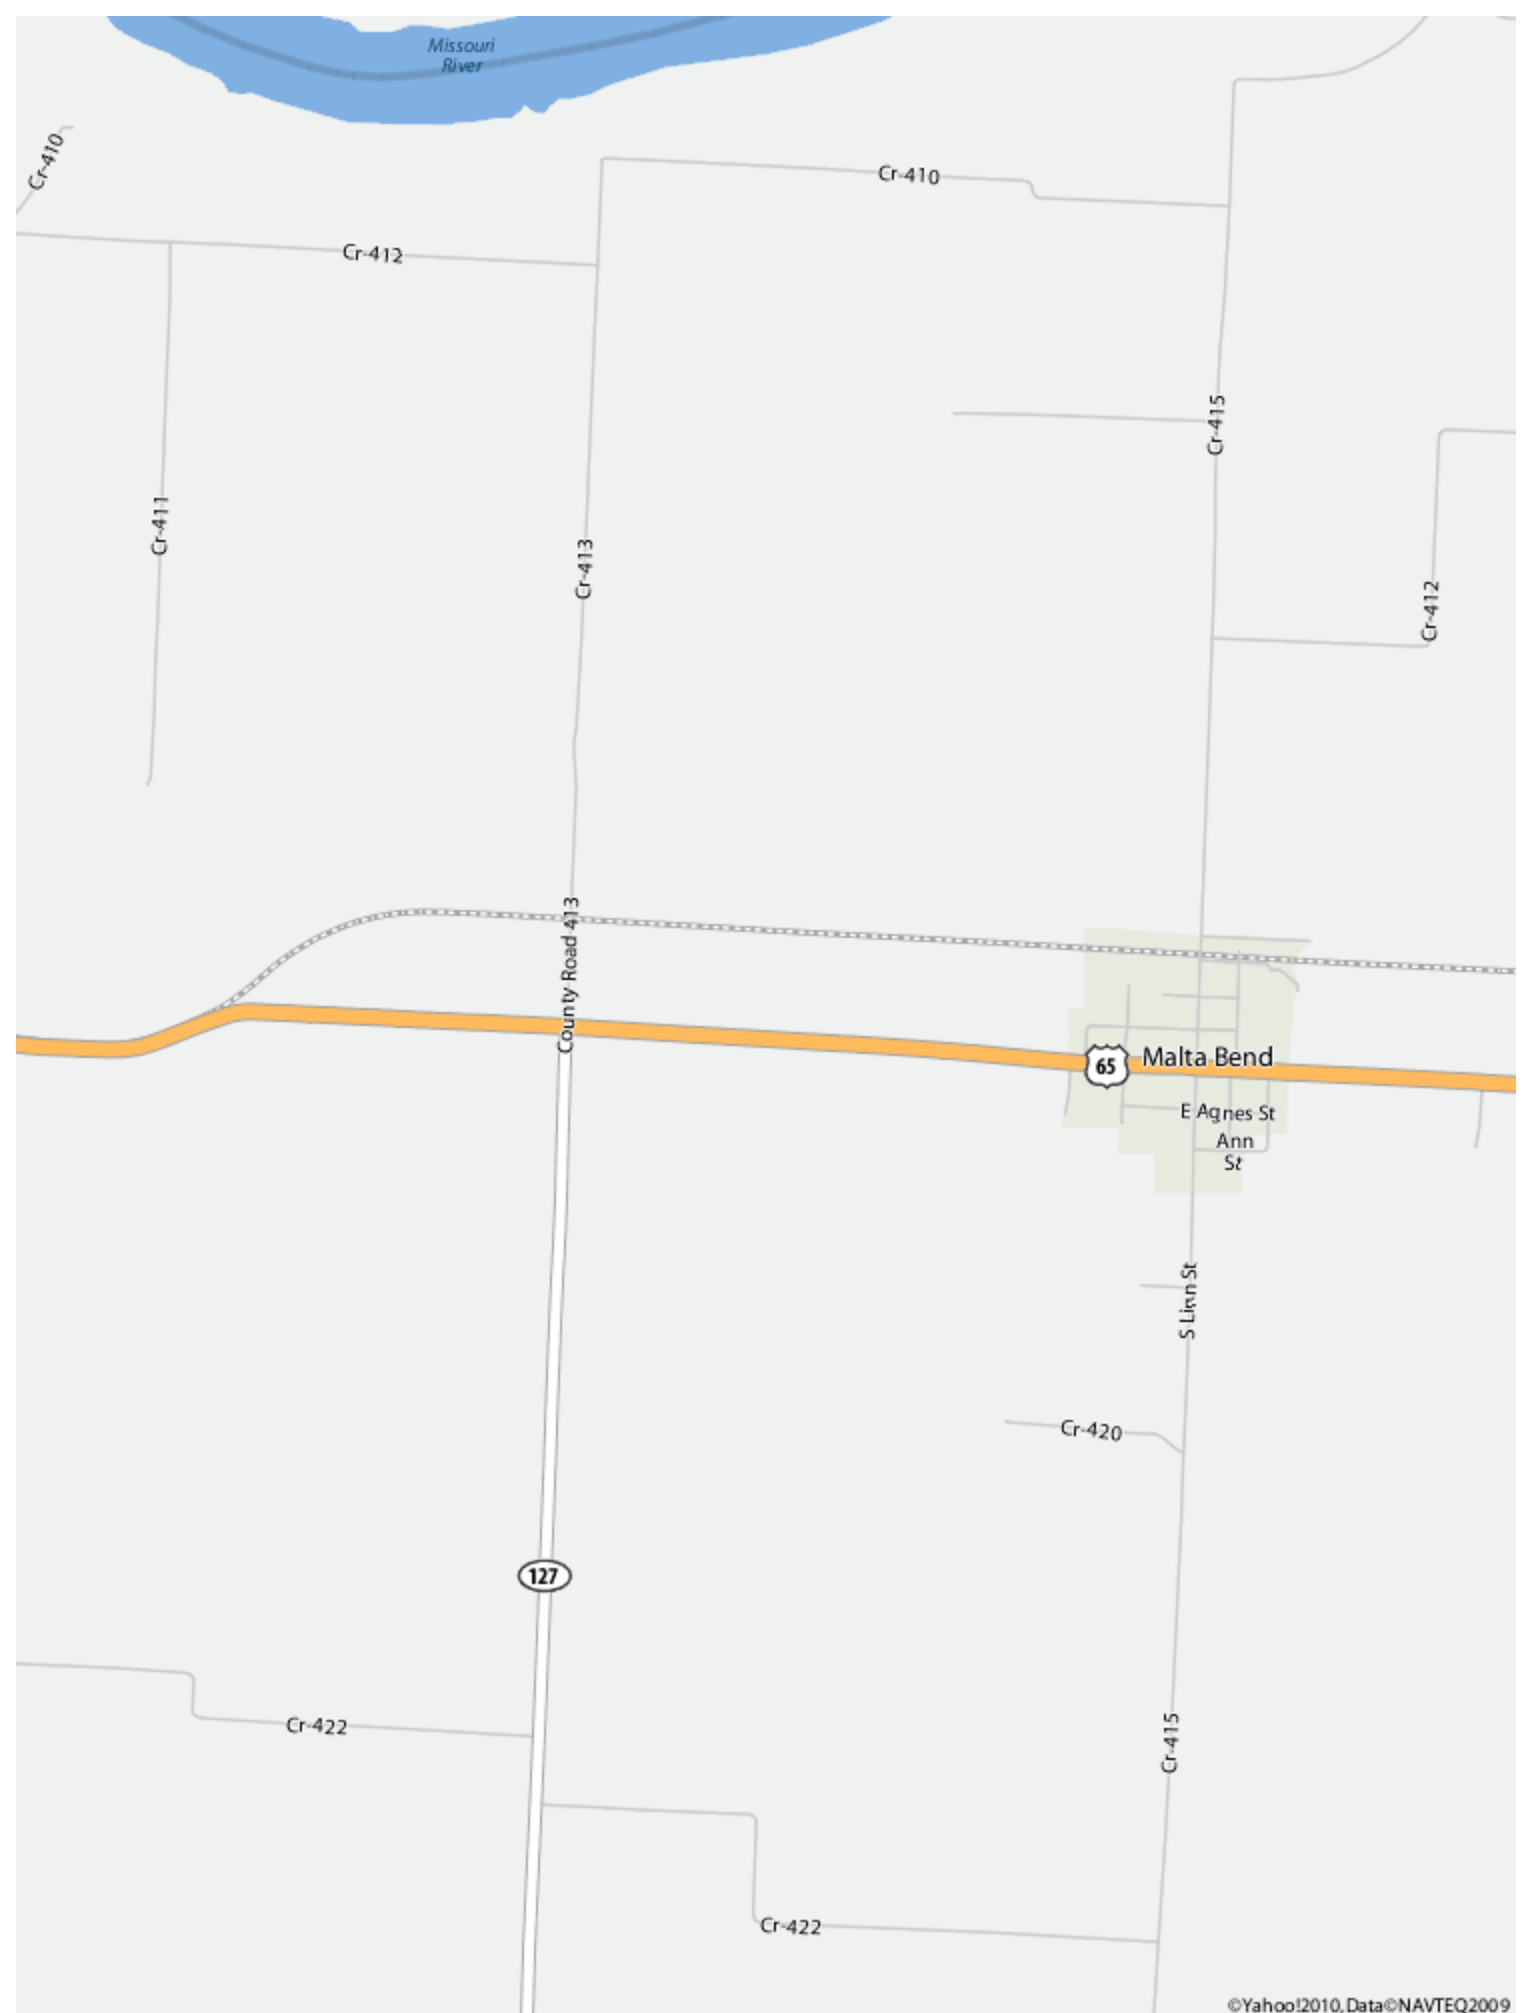 Missouri
River
Cr-410
Cr-410
Cr-412
Cr-415
Cr-411
Cr-413
Cr-412
County Road 413
65
Malta Bend
E Agnes St
Ann
St
S Linn St
Cr-420
127
Cr-422
Cr-415
Cr-422
©Yahoo!2010, Data©NAVTEQ2009